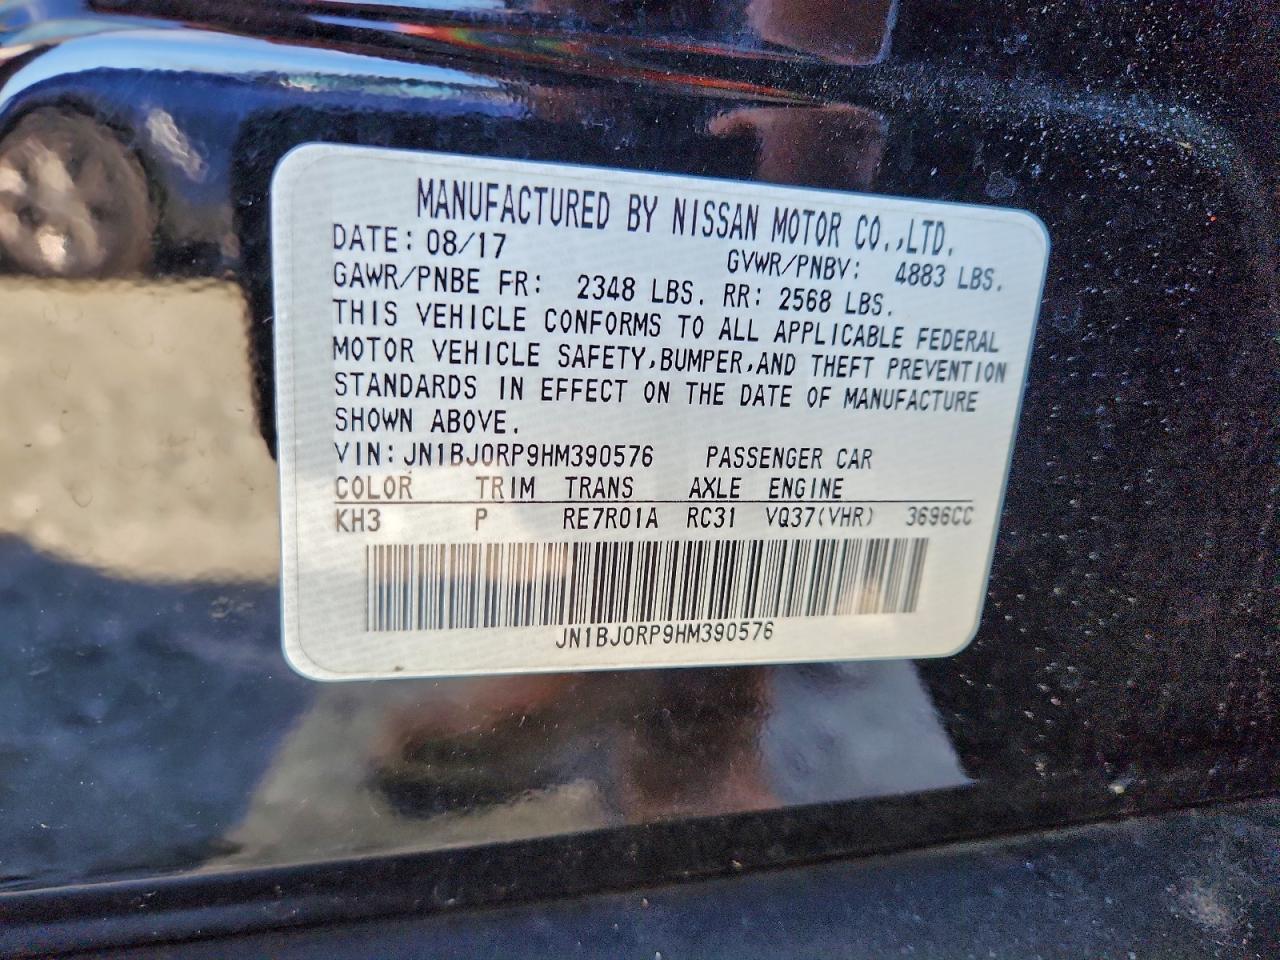 MANUFACTURED BY NISSAN MOTOR CO.,LTD.
DATE: 08/17 GVWR/PNBV: 4883 LBS.
GAWR/PNBE FR: 2348 LBS. RR: 2568 LBS.
THIS VEHICLE CONFORMS TO ALL APPLICABLE FEDERAL
MOTOR VEHICLE SAFETY,BUMPER,AND THEFT PREVENTION
STANDARDS IN EFFECT ON THE DATE OF MANUFACTURE
SHOWN ABOVE.
VIN:JN1BJ0RP9HM390576 PASSENGER CAR
COLOR TRIM TRANS AXLE ENGINE
KH3 P RE7R01A RC31 VQ37(VHR) 3696CC
JN1BJ0RP9HM390576